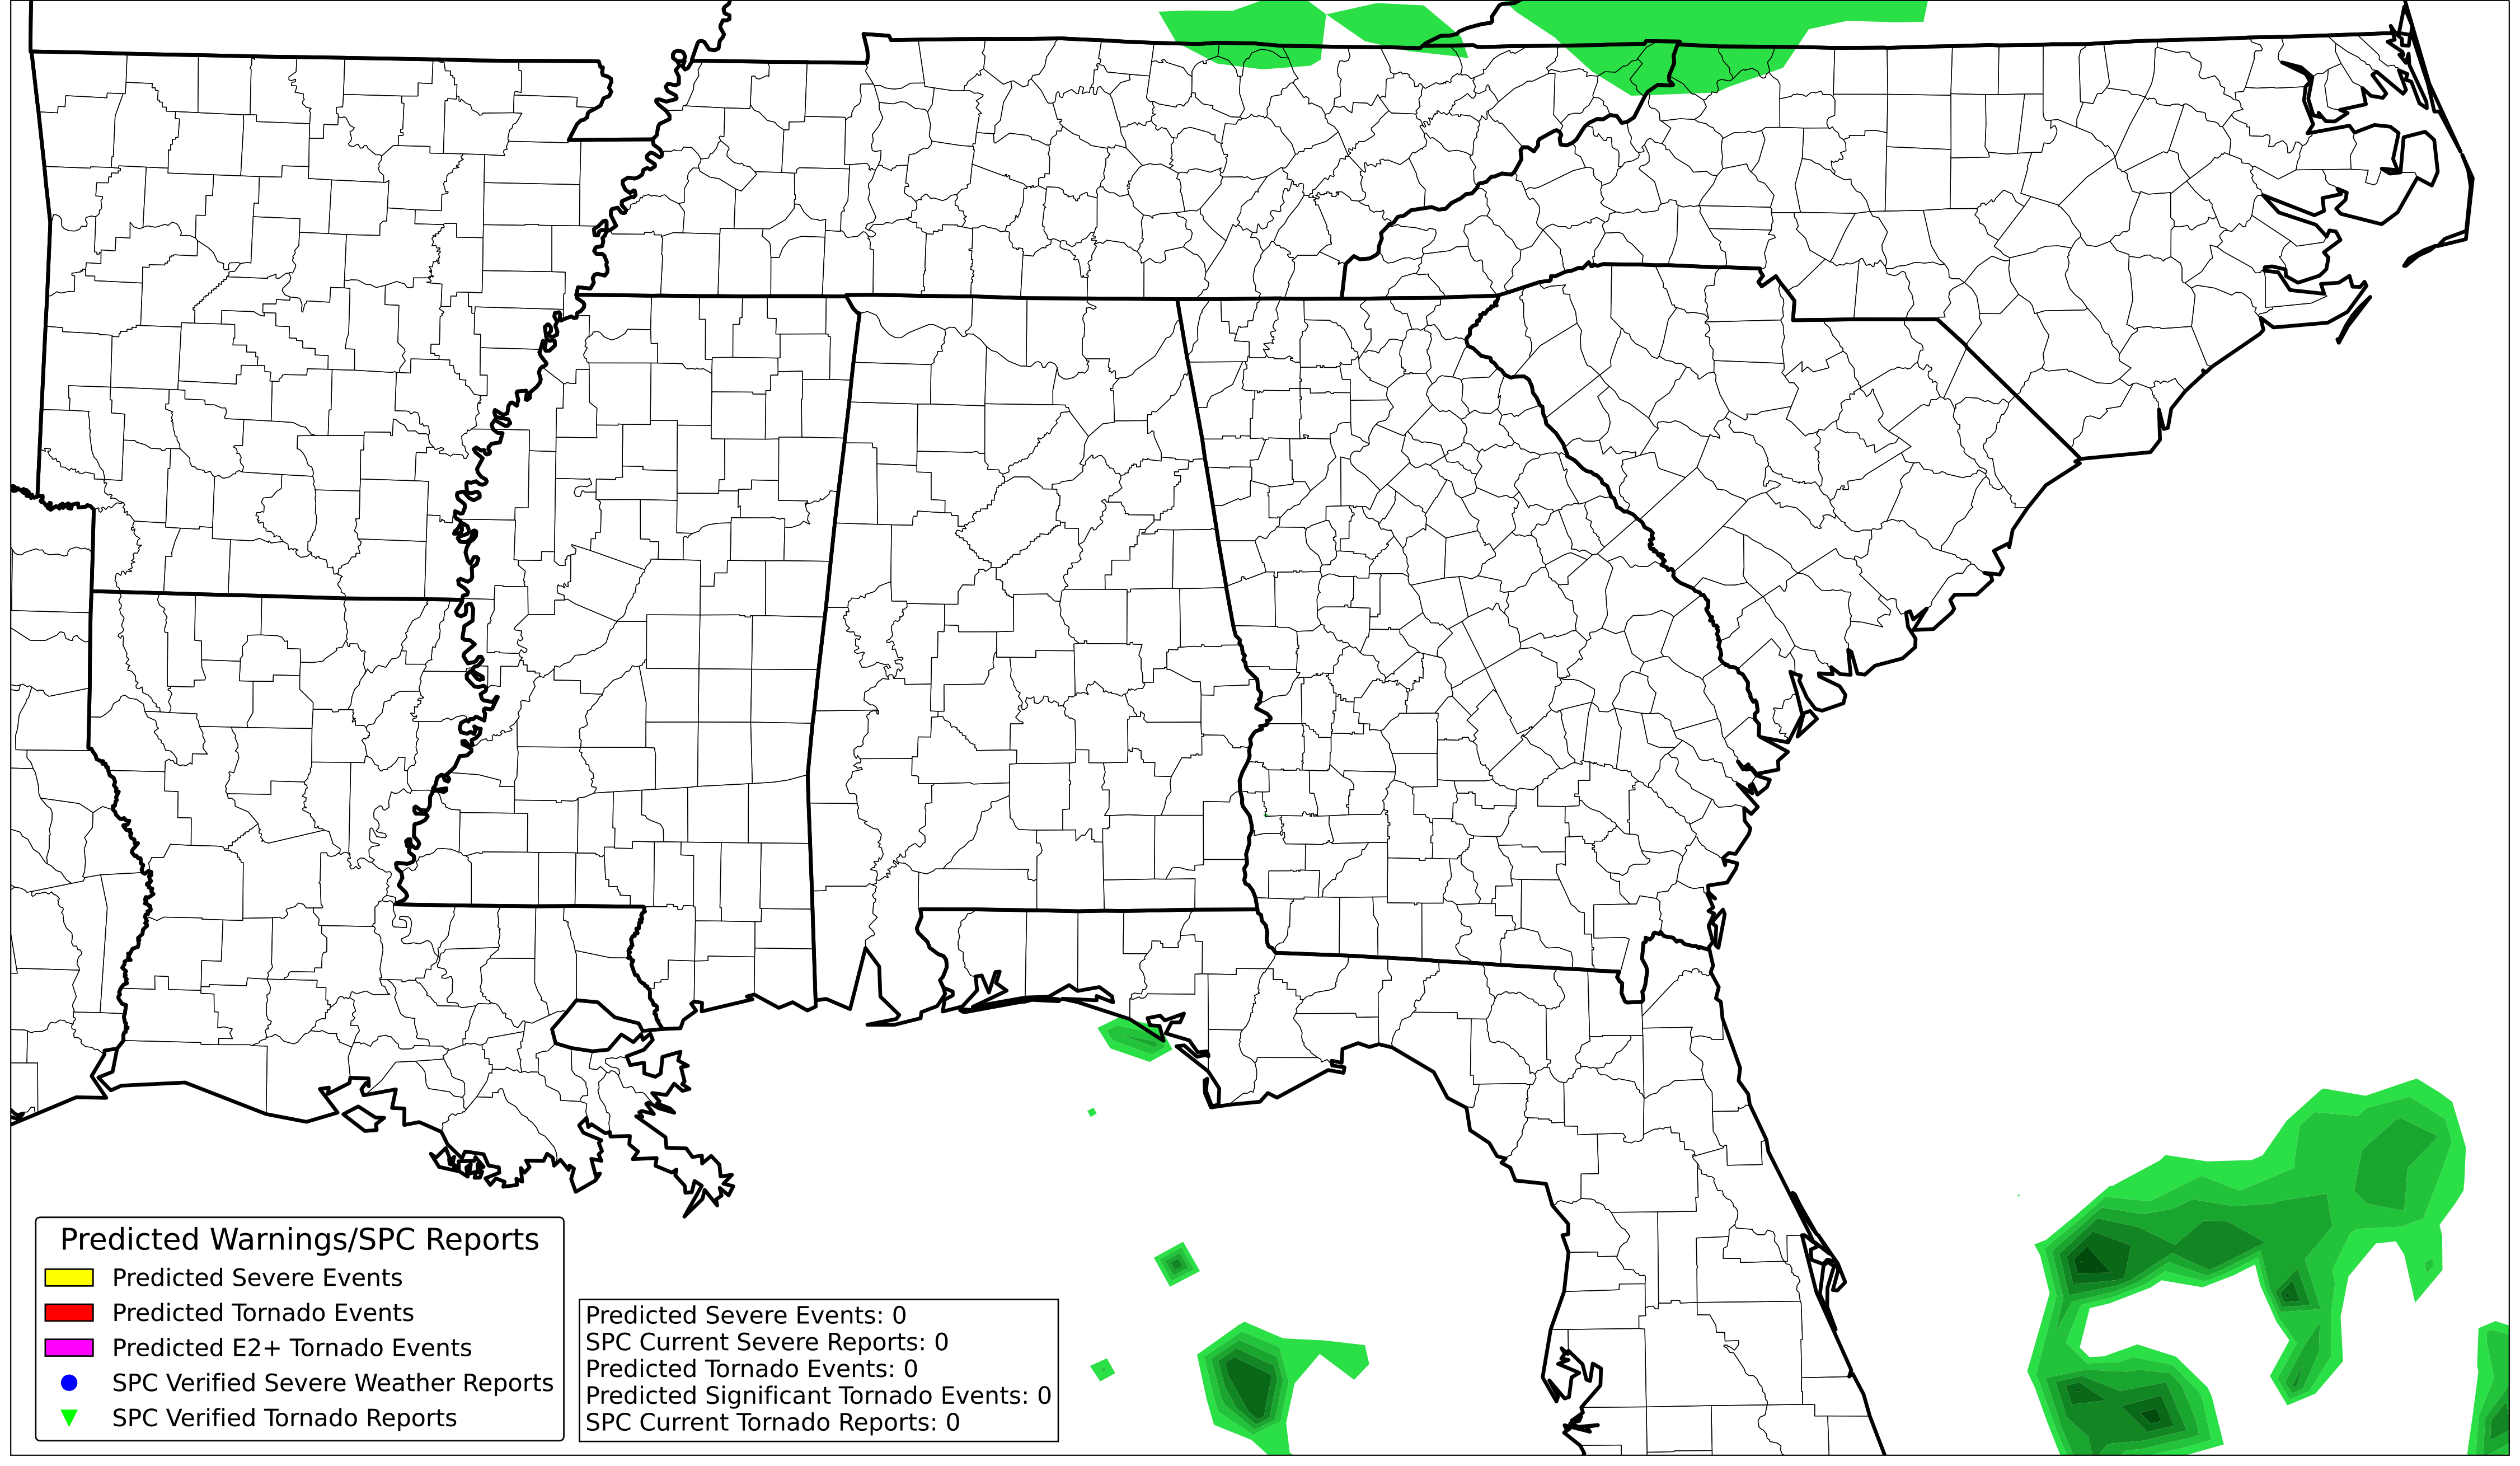 Predicted Warnings/SPC Reports
Predicted Severe Events
Predicted Tornado Events
Predicted E2+ Tornado Events
SPC Verified Severe Weather Reports
SPC Verified Tornado Reports
Predicted Severe Events: 0
SPC Current Severe Reports: 0
Predicted Tornado Events: 0
Predicted Significant Tornado Events: 0
SPC Current Tornado Reports: 0